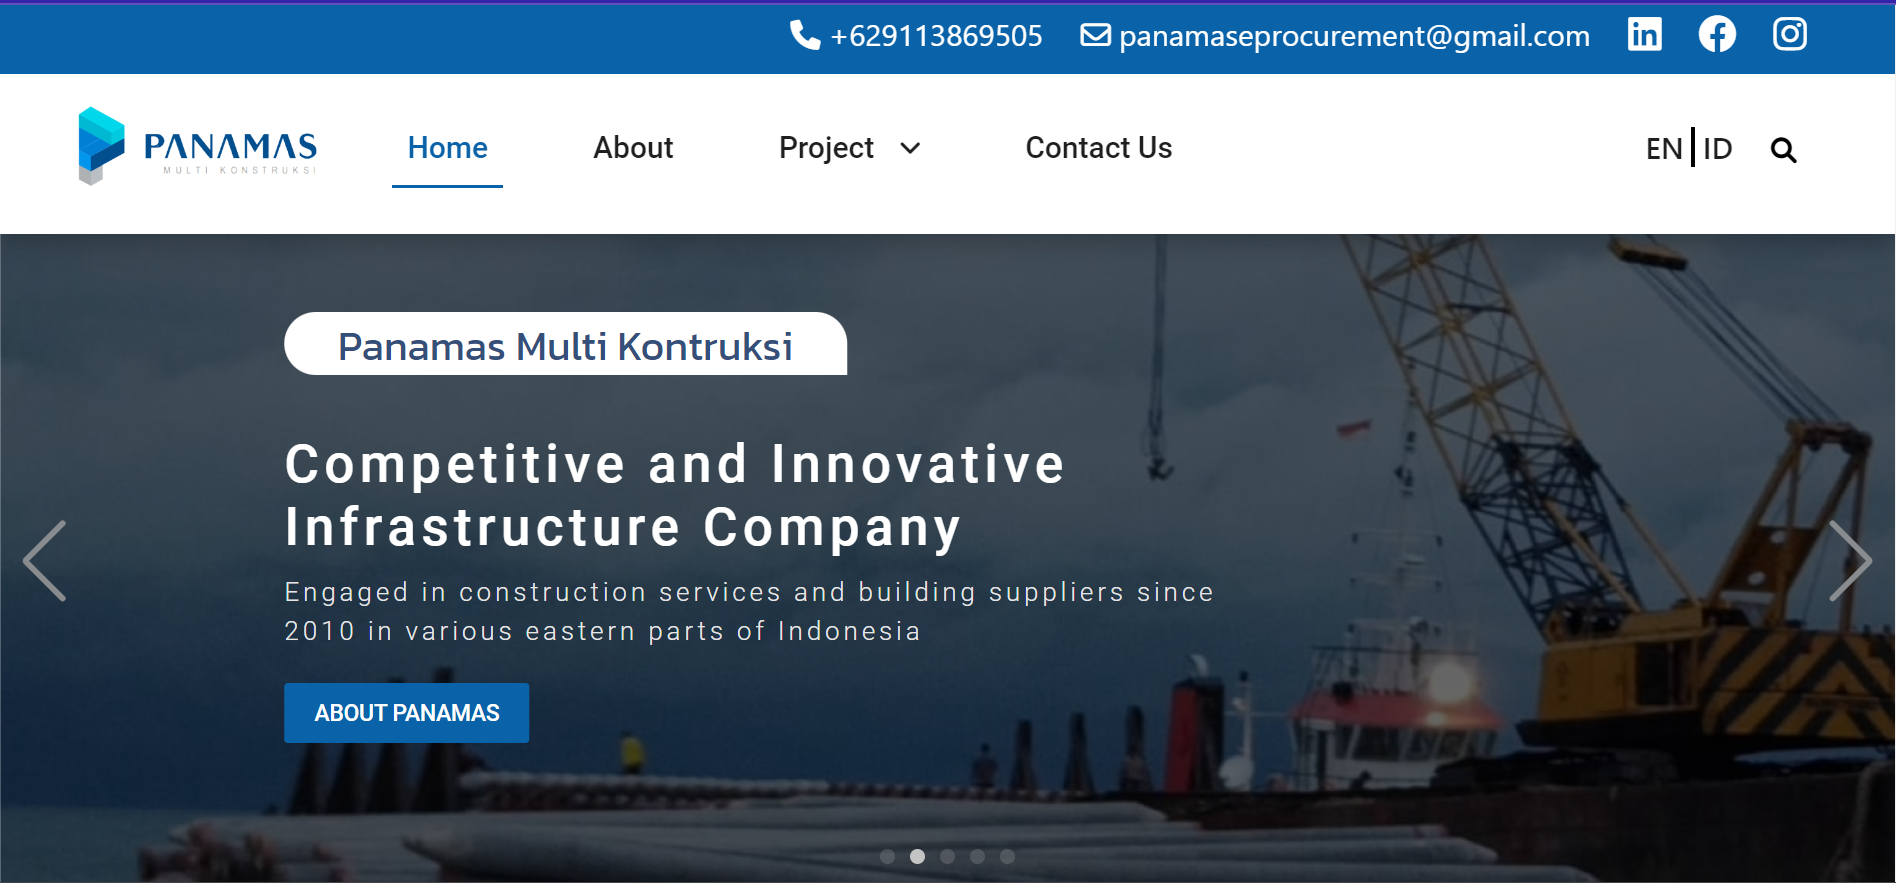 +629113869505 panamaseprocurement@gmail.com
PANAMAS
MULTI KONSTRUKSI
Home About Project Contact Us EN ID
Panamas Multi Kontruksi
Competitive and Innovative
Infrastructure Company
Engaged in construction services and building suppliers since
2010 in various eastern parts of Indonesia
ABOUT PANAMAS